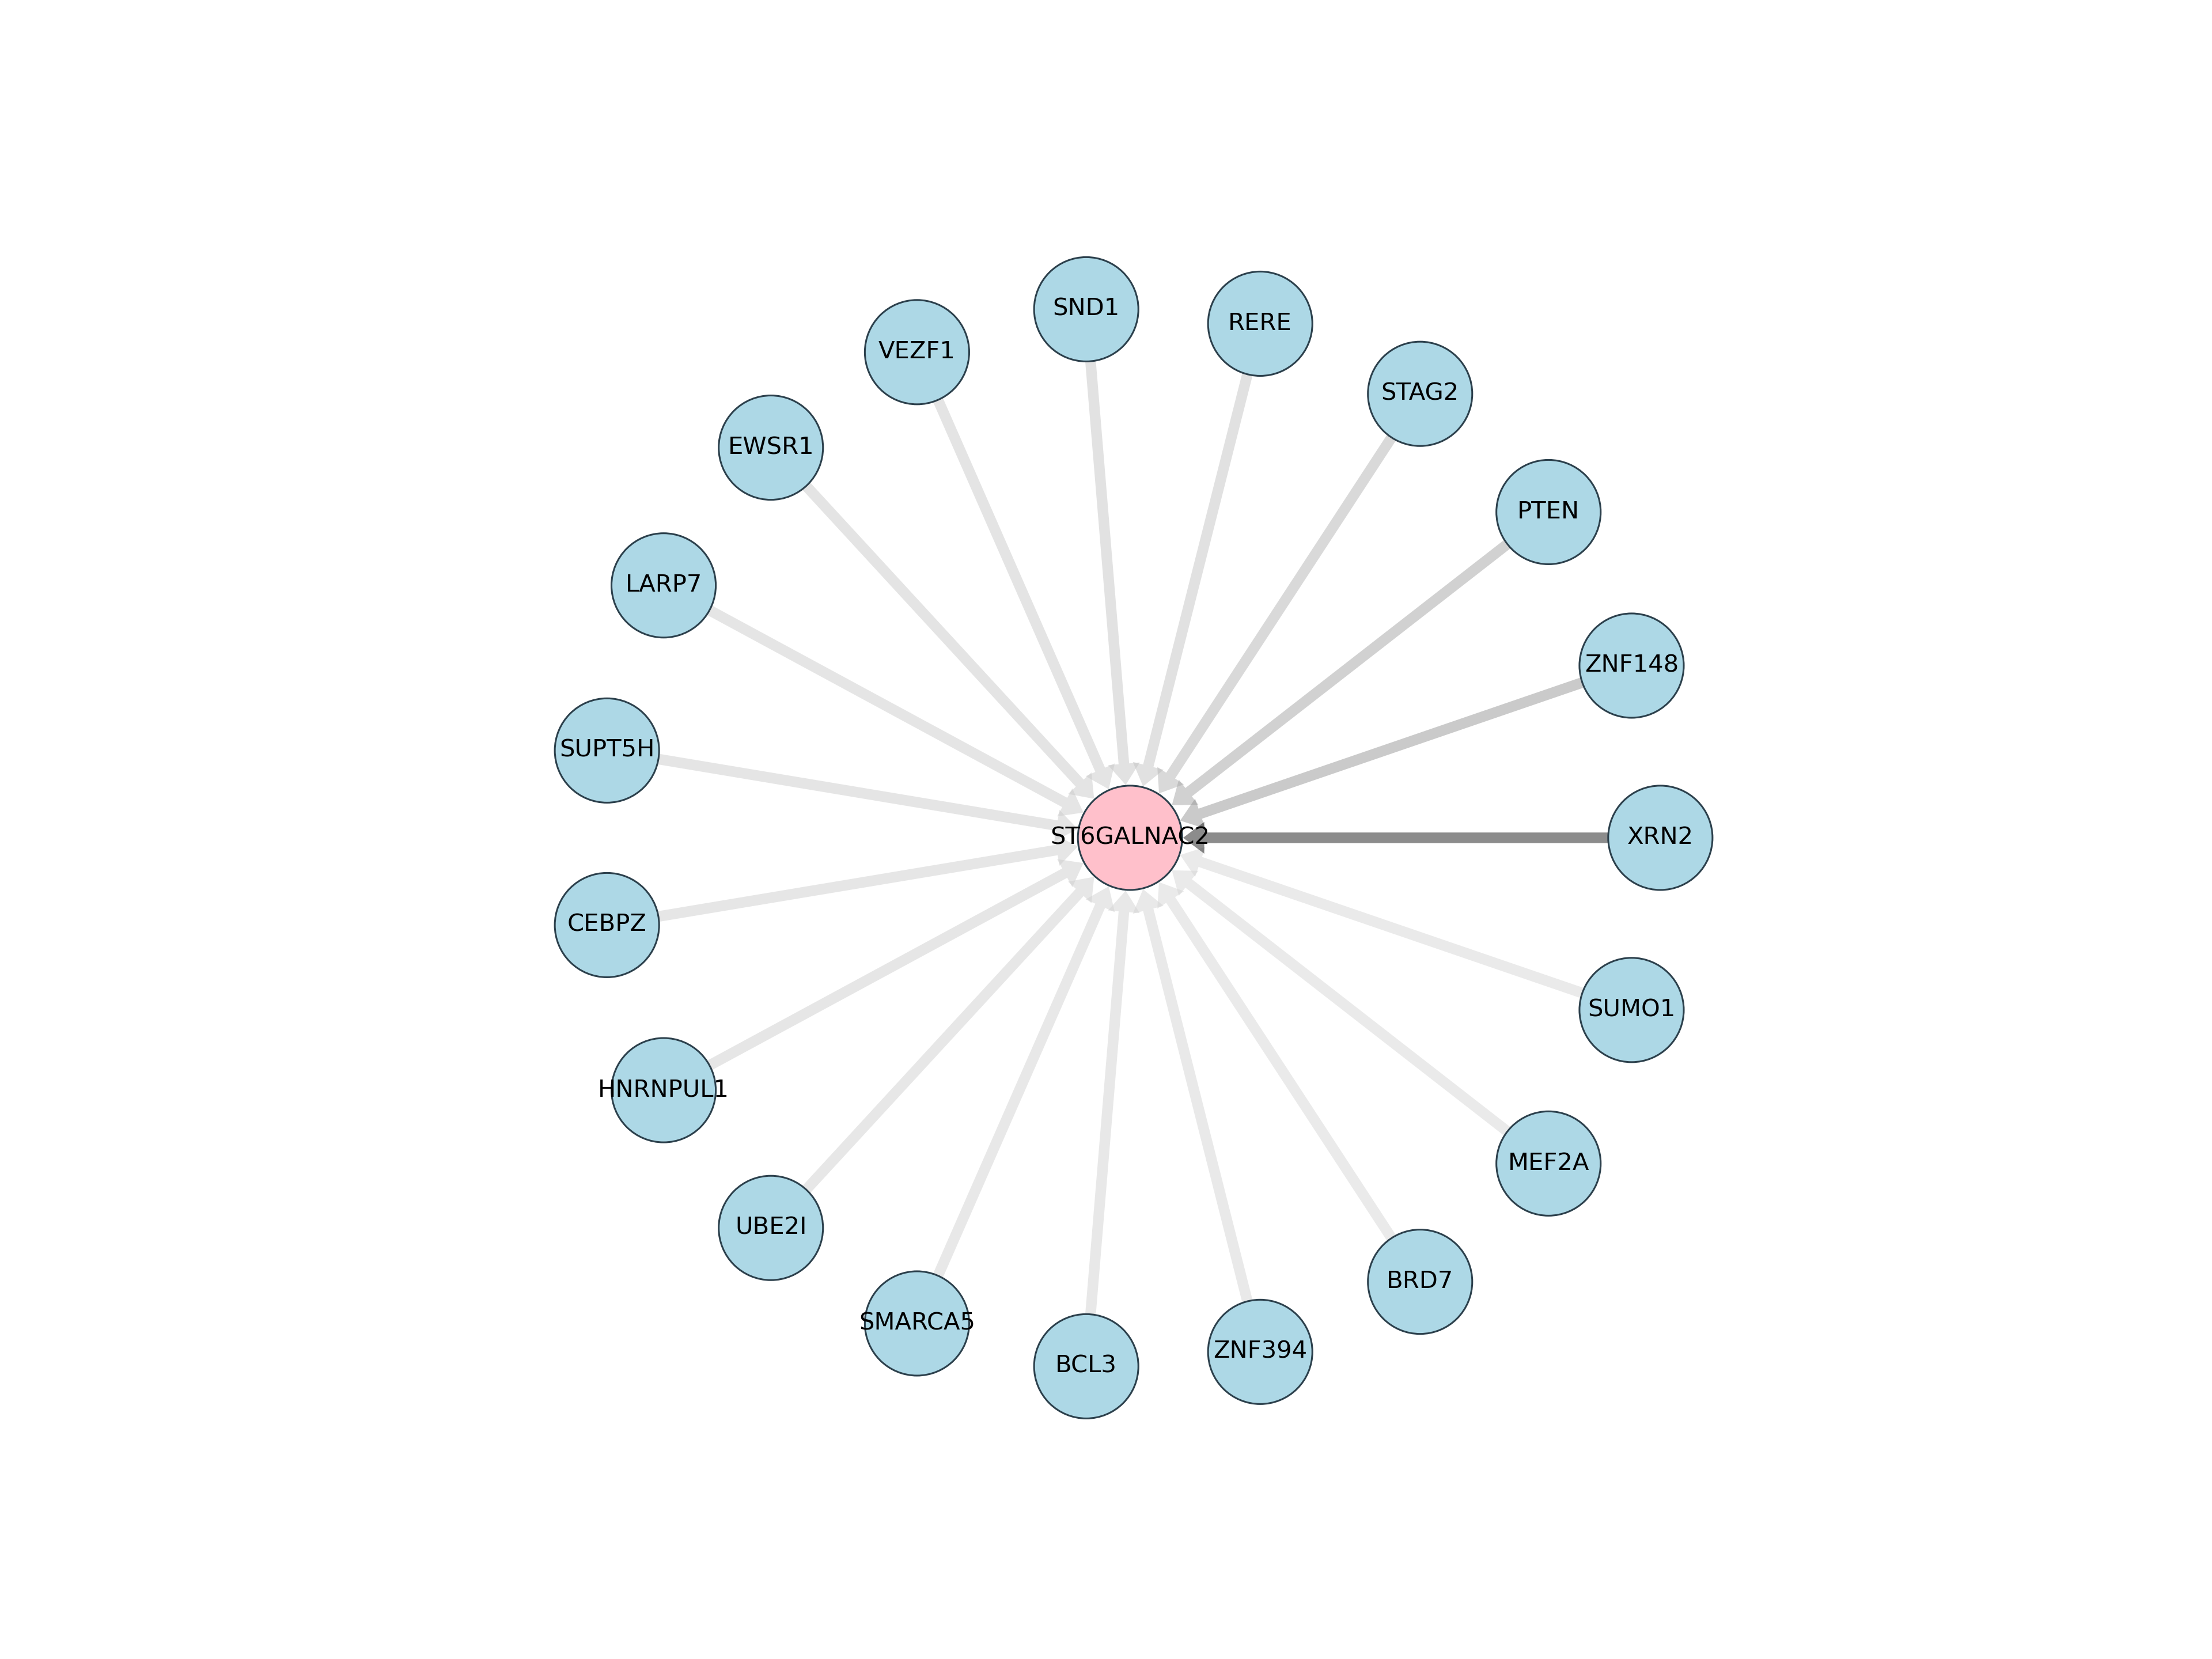 SND1
RERE
VEZF1
STAG2
EWSR1
PTEN
LARP7
ZNF148
SUPT5H
ST6GALNAC2
XRN2
CEBPZ
SUMO1
HNRNPUL1
MEF2A
UBE2I
BRD7
SMARCA5
ZNF394
BCL3